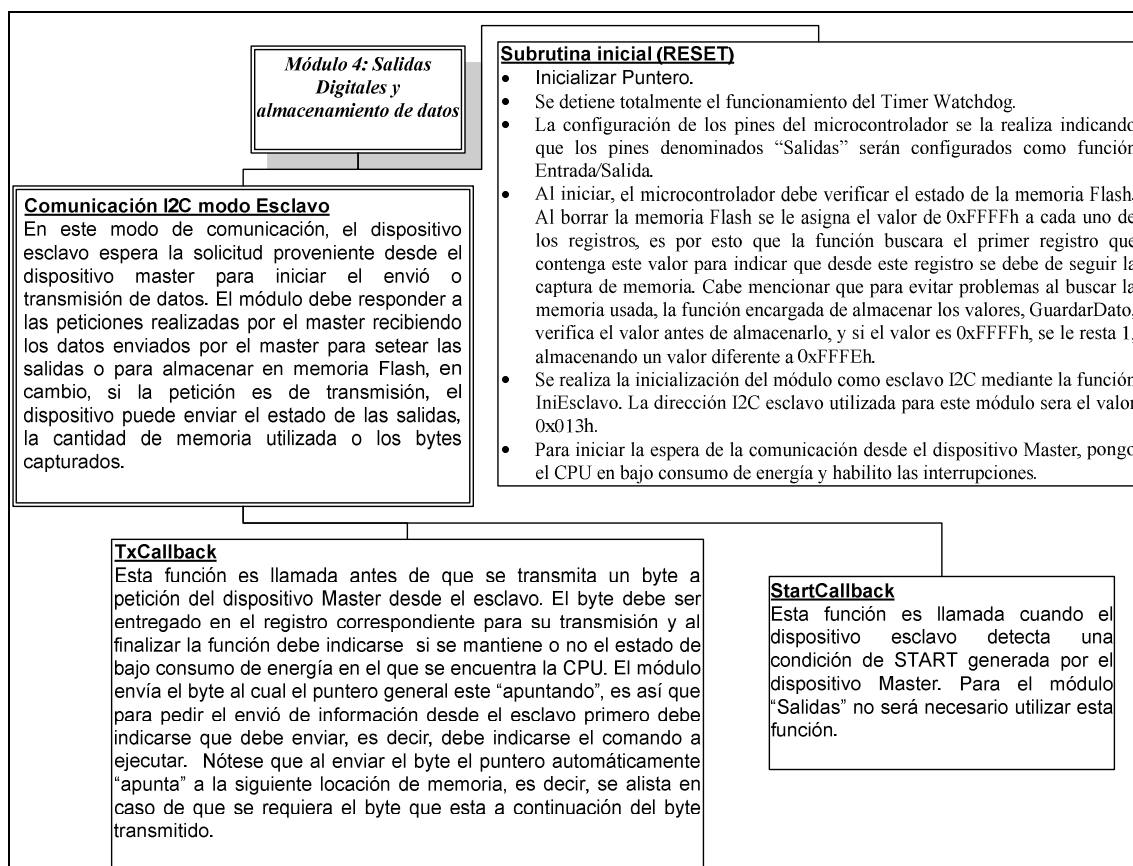 Módulo 4: Salidas
Digitales y
almacenamiento de datos
Subrutina inicial (RESET)
• Inicializar Puntero.
• Se detiene totalmente el funcionamiento del Timer Watchdog.
• La configuración de los pines del microcontrolador se la realiza indicando
que los pines denominados “Salidas” serán configurados como función
Entrada/Salida.
• Al iniciar, el microcontrolador debe verificar el estado de la memoria Flash.
Al borrar la memoria Flash se le asigna el valor de 0xFFFFh a cada uno de
los registros, es por esto que la función buscara el primer registro que
contenga este valor para indicar que desde este registro se debe de seguir la
captura de memoria. Cabe mencionar que para evitar problemas al buscar la
memoria usada, la función encargada de almacenar los valores, GuardarDato,
verifica el valor antes de almacenarlo, y si el valor es 0xFFFFh, se le resta 1,
almacenando un valor diferente a 0xFFFEh.
• Se realiza la inicialización del módulo como esclavo I2C mediante la función
IniEsclavo. La dirección I2C esclavo utilizada para este módulo sera el valor
0x013h.
• Para iniciar la espera de la comunicación desde el dispositivo Master, pongo
el CPU en bajo consumo de energía y habilito las interrupciones.
Comunicación I2C modo Esclavo
En este modo de comunicación, el dispositivo
esclavo espera la solicitud proveniente desde el
dispositivo master para iniciar el envió o
transmisión de datos. El módulo debe responder a
las peticiones realizadas por el master recibiendo
los datos enviados por el master para setear las
salidas o para almacenar en memoria Flash, en
cambio, si la petición es de transmisión, el
dispositivo puede enviar el estado de las salidas,
la cantidad de memoria utilizada o los bytes
capturados.
TxCallback
Esta función es llamada antes de que se transmita un byte a
petición del dispositivo Master desde el esclavo. El byte debe ser
entregado en el registro correspondiente para su transmisión y al
finalizar la función debe indicarse si se mantiene o no el estado de
bajo consumo de energía en el que se encuentra la CPU. El módulo
envía el byte al cual el puntero general este “apuntando”, es así que
para pedir el envió de información desde el esclavo primero debe
indicarse que debe enviar, es decir, debe indicarse el comando a
ejecutar. Nótese que al enviar el byte el puntero automáticamente
“apunta” a la siguiente locación de memoria, es decir, se alista en
caso de que se requiera el byte que esta a continuación del byte
transmitido.
StartCallback
Esta función es llamada cuando el
dispositivo esclavo detecta una
condición de START generada por el
dispositivo Master. Para el módulo
“Salidas” no será necesario utilizar esta
función.